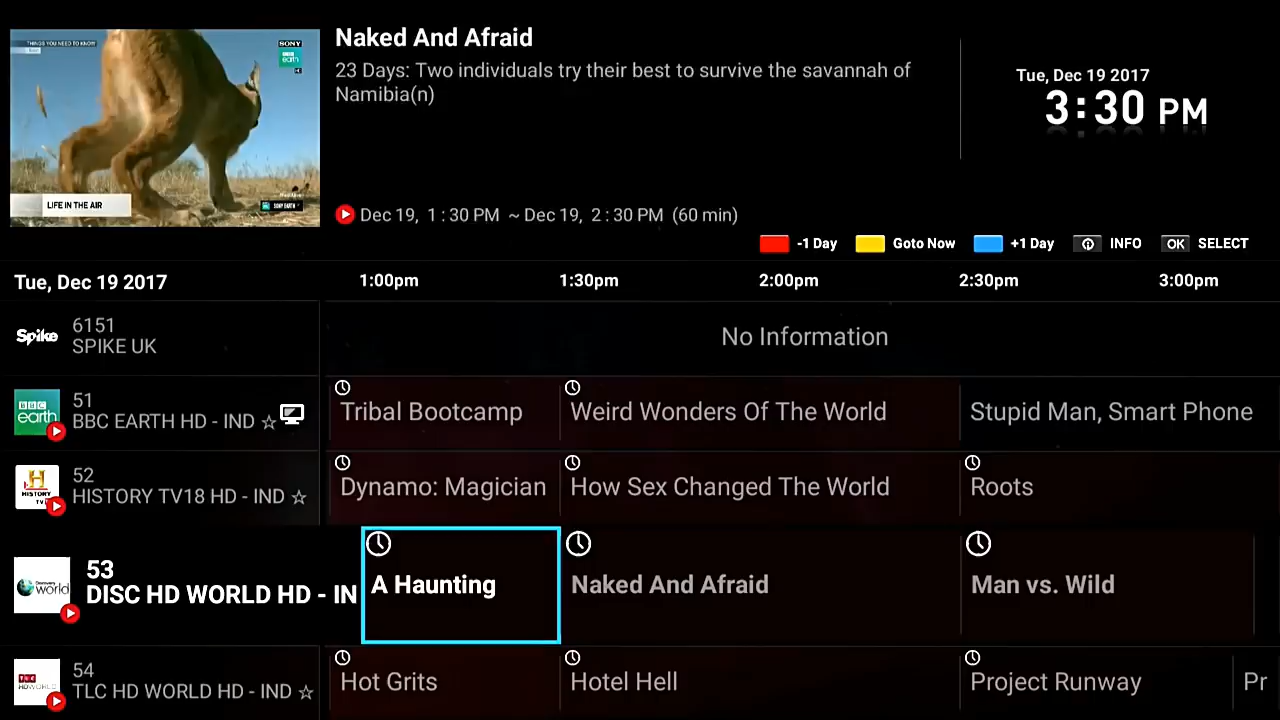 THINGS YOU NEED TO KNOW
SONY
BBC
earth
LIFE IN THE AIR
SONY EARTH
Naked And Afraid
23 Days: Two individuals try their best to survive the savannah of
Namibia(n)
Dec 19, 1 : 30 PM ~ Dec 19, 2 : 30 PM (60 min)
Tue, Dec 19 2017
3:30 PM
-1 Day
Goto Now
+1 Day
INFO
OK
SELECT
Tue, Dec 19 2017
1:00pm
1:30pm
2:00pm
2:30pm
3:00pm
Spike
6151
SPIKE UK
No Information
BBC
earth
51
BBC EARTH HD - IND ☆
Tribal Bootcamp
Weird Wonders Of The World
Stupid Man, Smart Phone
H
HISTORY
TV
52
HISTORY TV18 HD - IND ☆
Dynamo: Magician
How Sex Changed The World
Roots
Discovery
world
53
DISC HD WORLD HD - IN
A Haunting
Naked And Afraid
Man vs. Wild
TLC
HD WORLD
54
TLC HD WORLD HD - IND ☆
Hot Grits
Hotel Hell
Project Runway
Pr